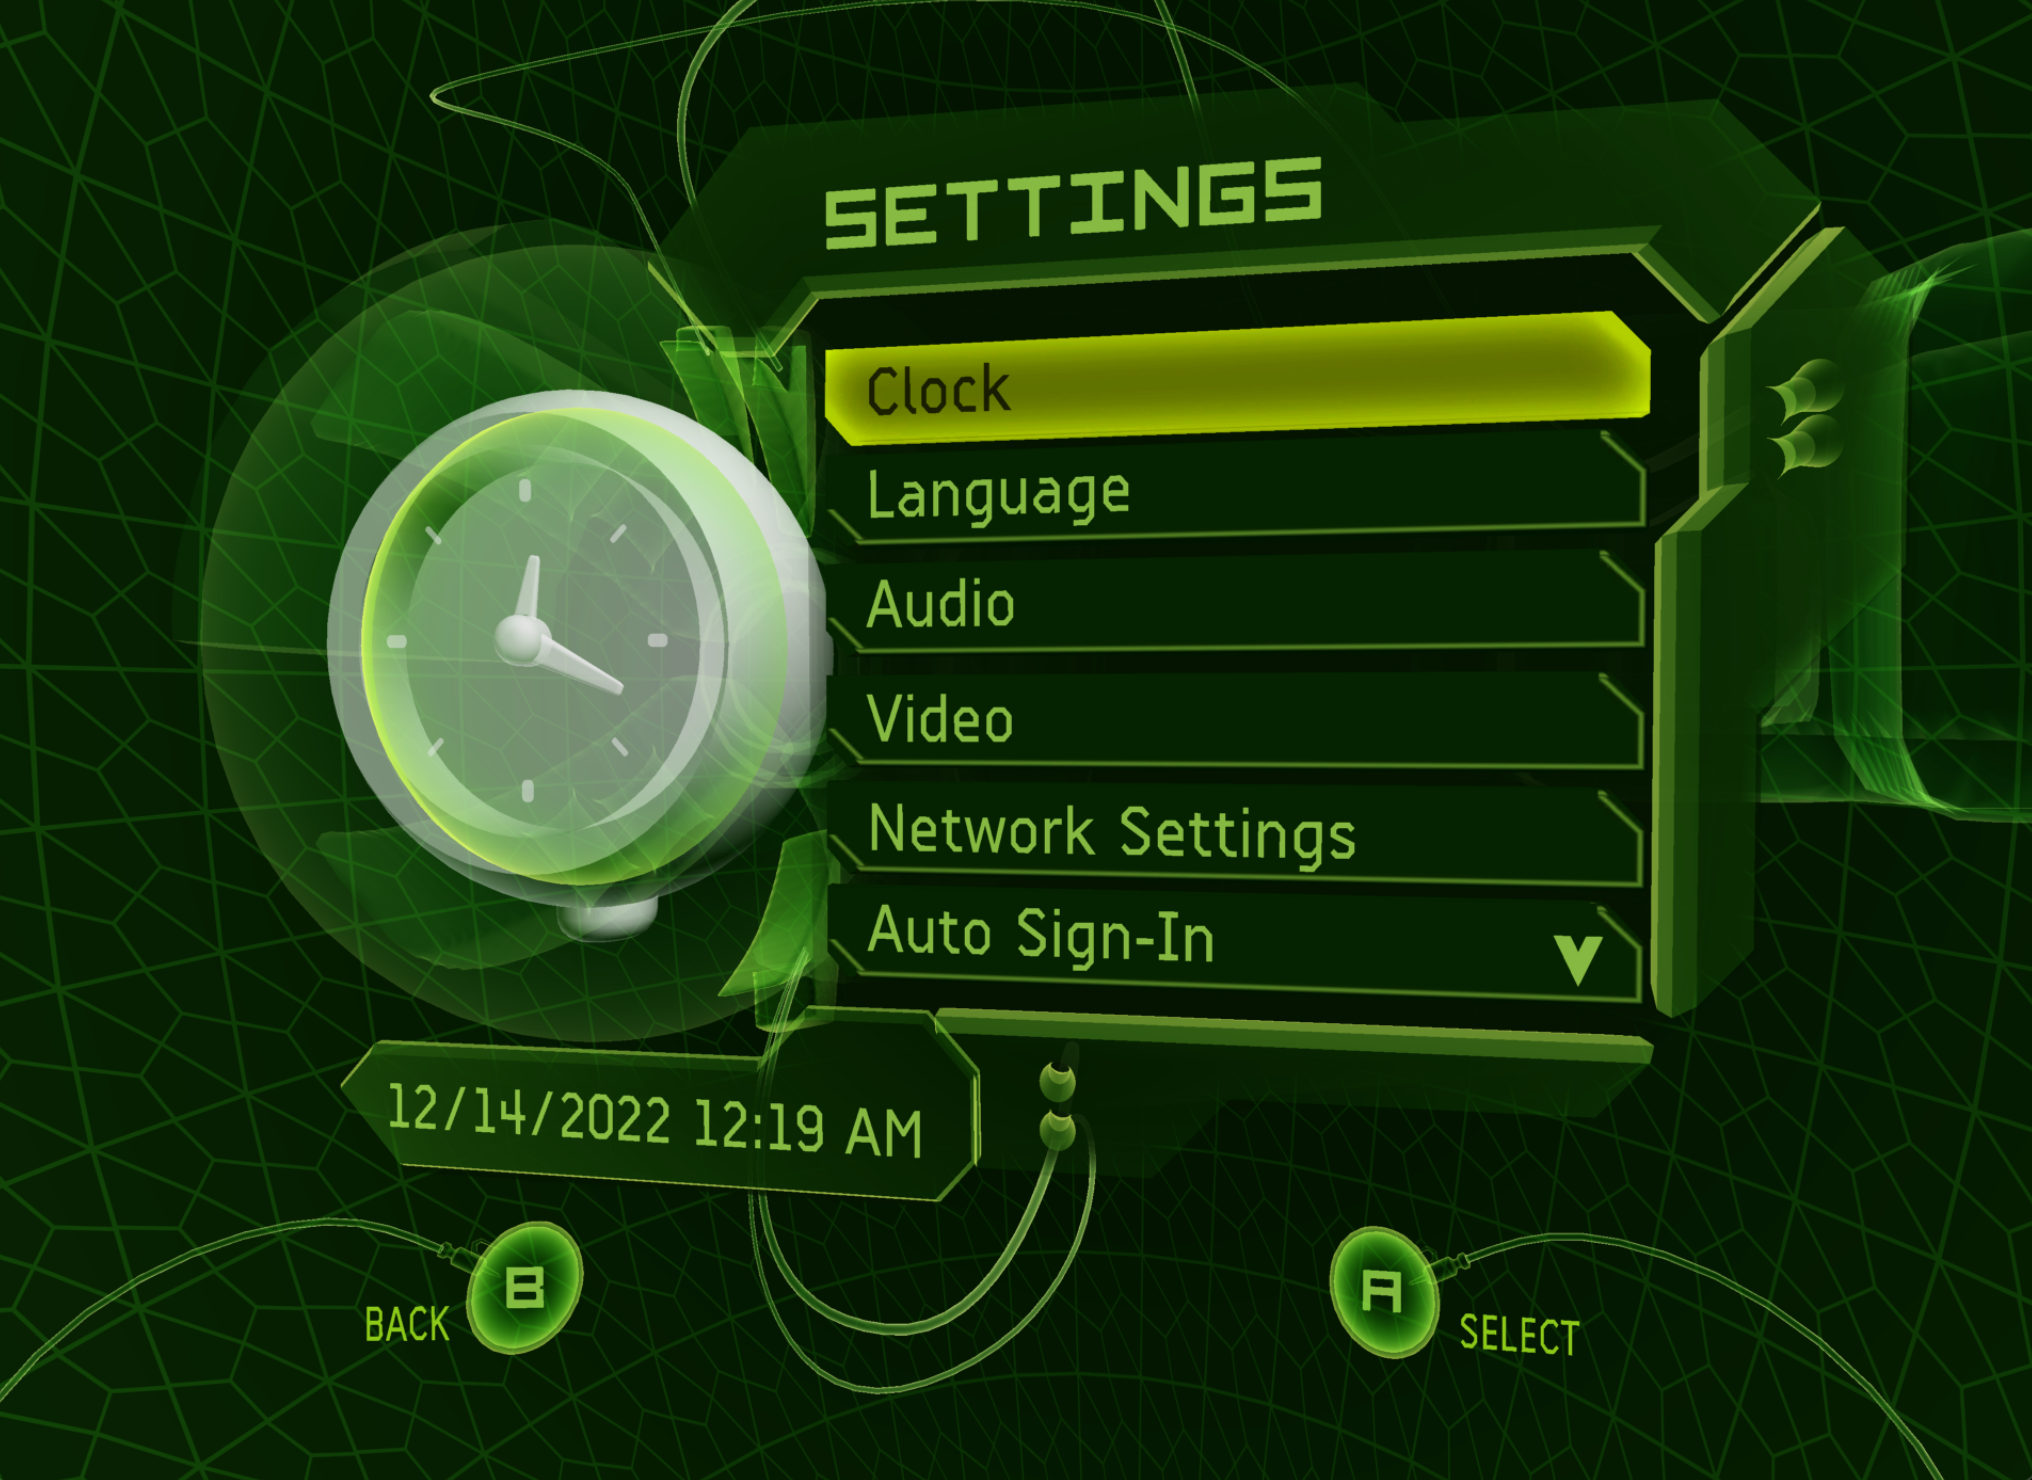 SETTINGS
Clock
Language
Audio
Video
Network Settings
Auto Sign-In
12/14/2022 12:19 AM
B
BACK
A
SELECT